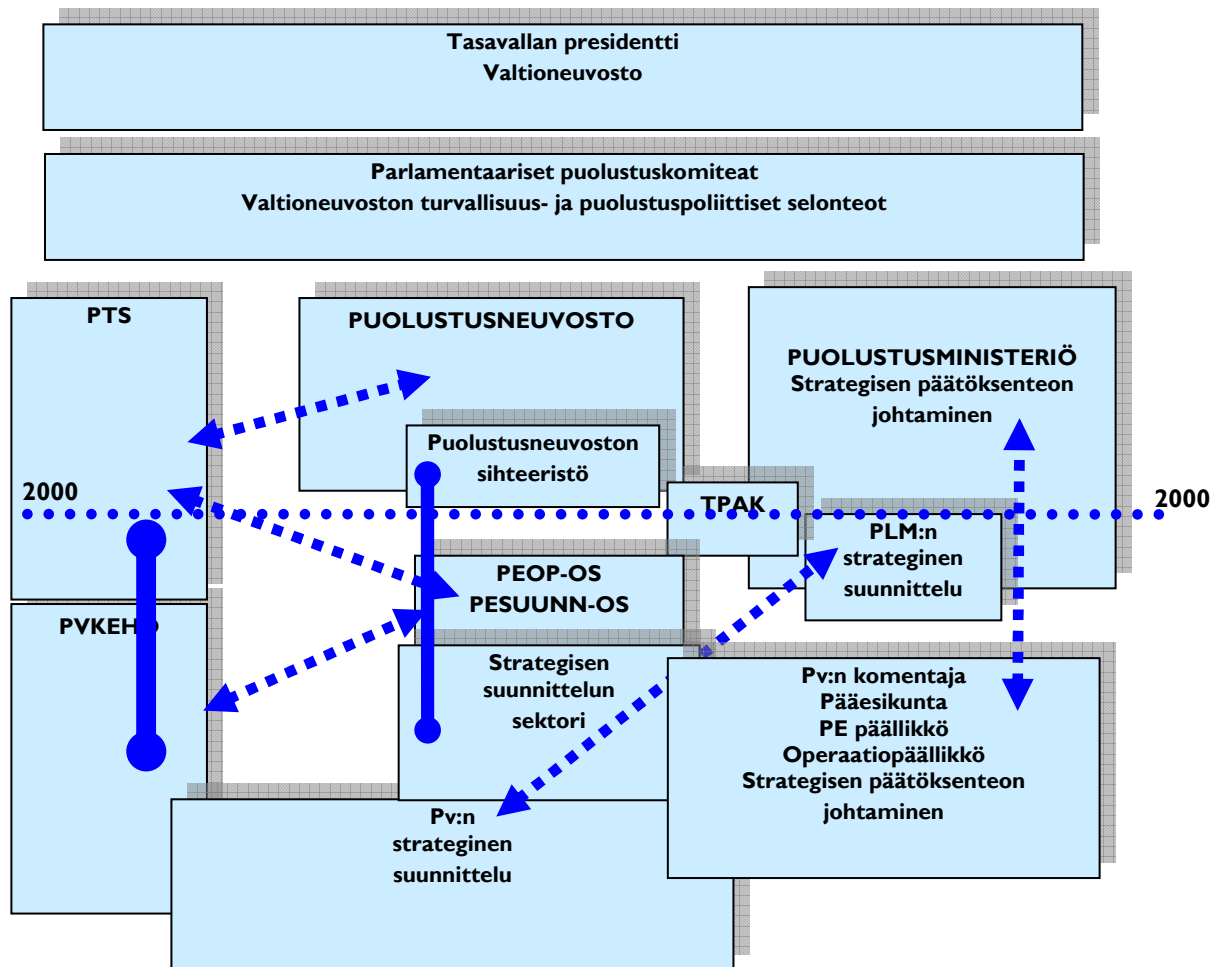 Tasavallan presidentti
Valtioneuvosto
Parlamentaariset puolustuskomiteat
Valtioneuvoston turvallisuus- ja puolustuspoliittiset selonteot
PTS
PUOLUSTUSNEUVOSTO
PUOLUSTUSMINISTERIÖ
Strategisen päätöksenteon
johtaminen
Puolustusneuvoston
sihteeristö
2000
TPAK
2000
PLM:n
strateginen
suunnittelu
PEOP-OS
PESUUNN-OS
PVKEHO
Strategisen
suunnittelun
sektori
Pv:n komentaja
Pääesikunta
PE päällikkö
Operaatiopäällikkö
Strategisen päätöksenteon
johtaminen
Pv:n
strateginen
suunnittelu